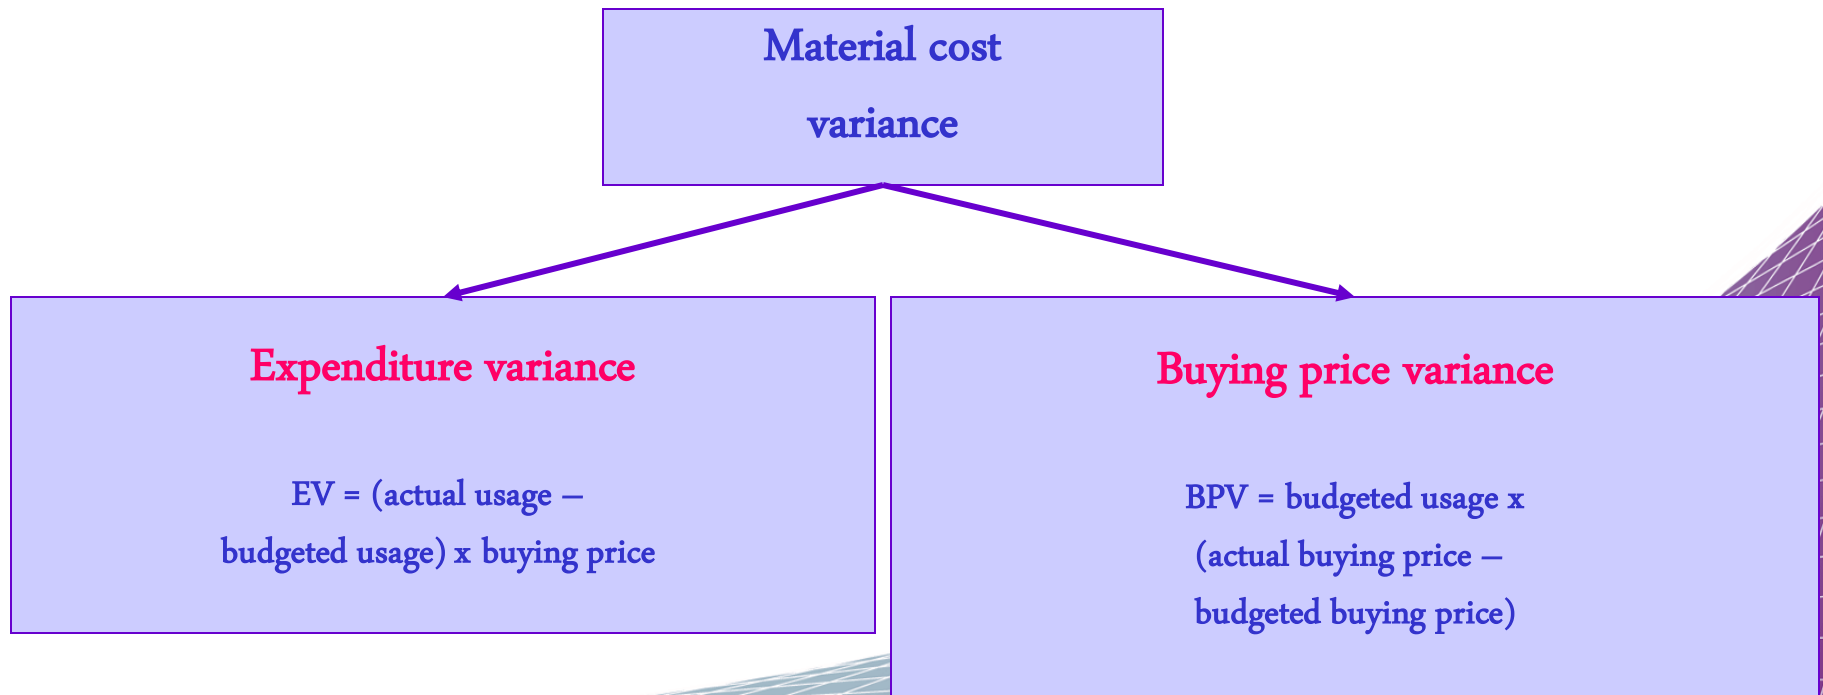 Material cost
variance
Expenditure variance
EV = (actual usage –
budgeted usage) x buying price
Buying price variance
BPV = budgeted usage x
(actual buying price –
budgeted buying price)